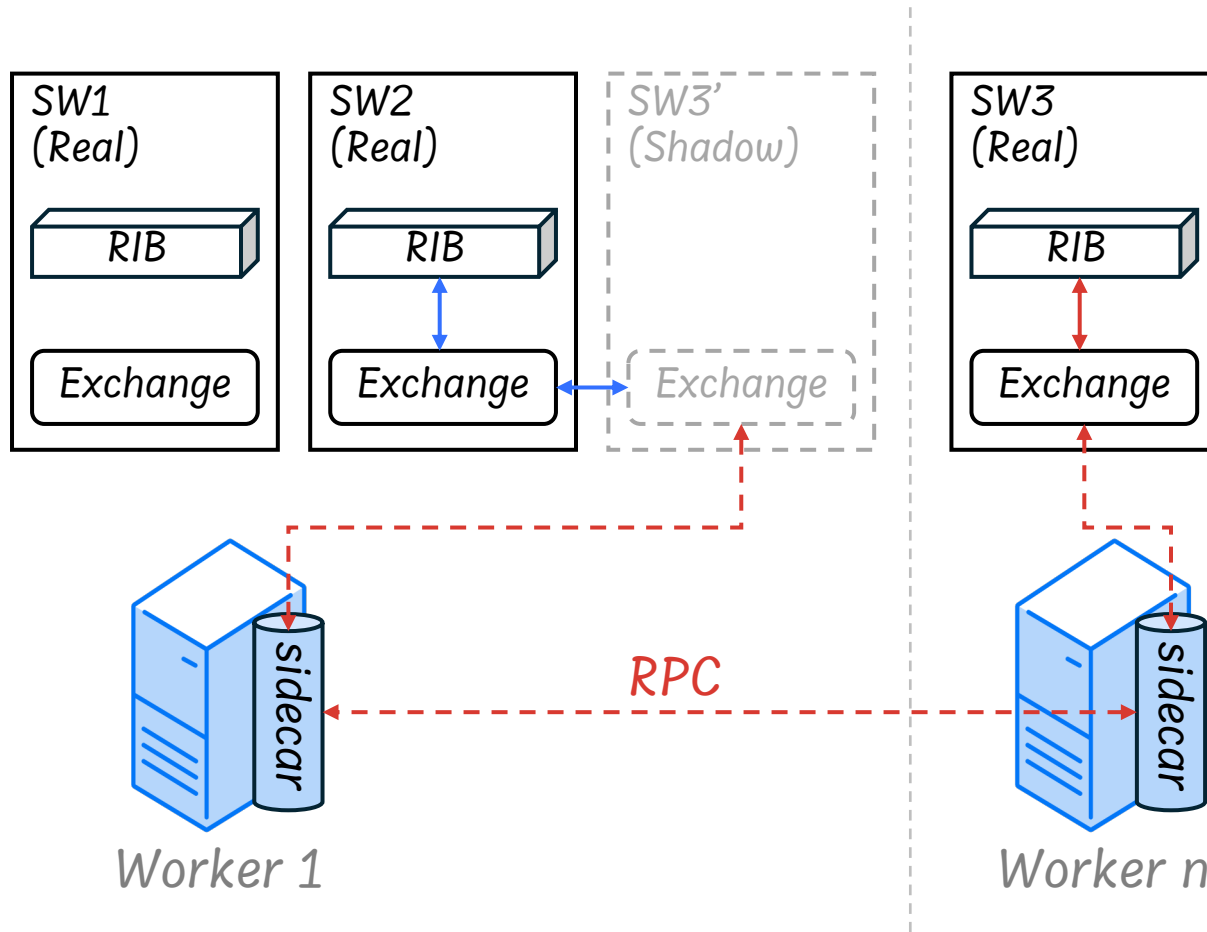 SW1
(Real)
SW2
(Real)
SW3’
(Shadow)
SW3
(Real)
RIB
RIB
RIB
Exchange
Exchange
Exchange
Exchange
sidecar
sidecar
RPC
Worker 1
Worker n